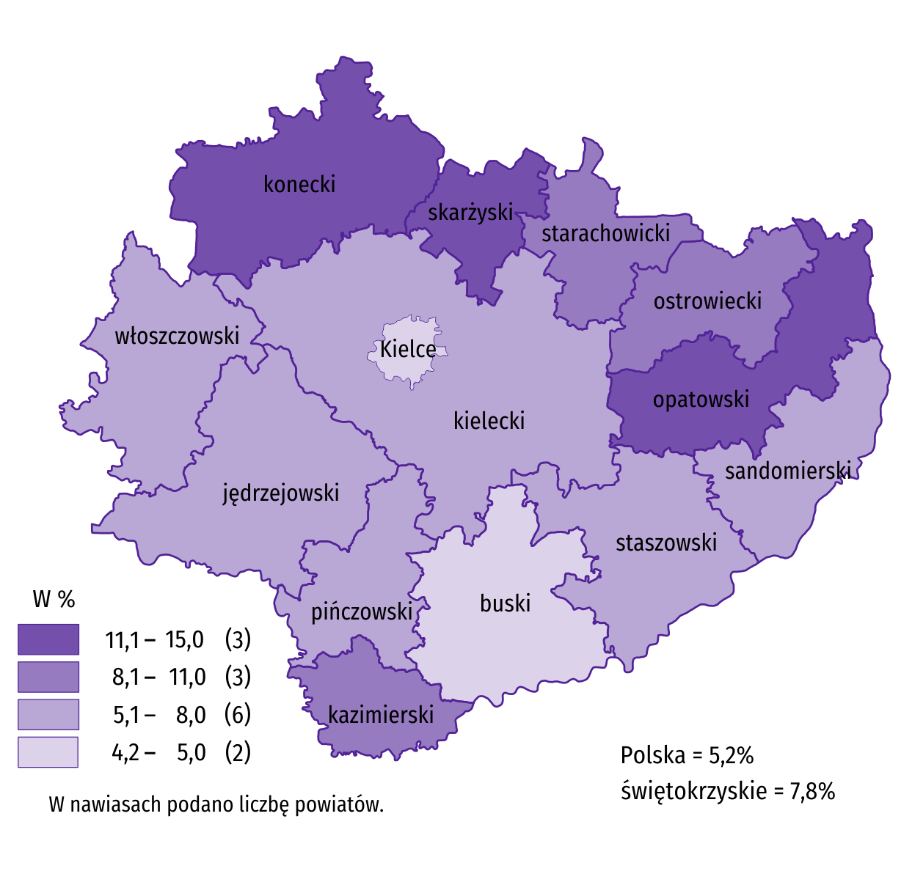 konecki
skarżyski
starachowicki
ostrowiecki
włoszczowski
Kielce
opatowski
kielecki
sandomierski
jędrzejowski
staszowski
buski
pińczowski
kazimierski
W %
11,1 – 15,0 (3)
8,1 – 11,0 (3)
5,1 – 8,0 (6)
4,2 – 5,0 (2)
W nawiasach podano liczbę powiatów.
Polska = 5,2%
świętokrzyskie = 7,8%